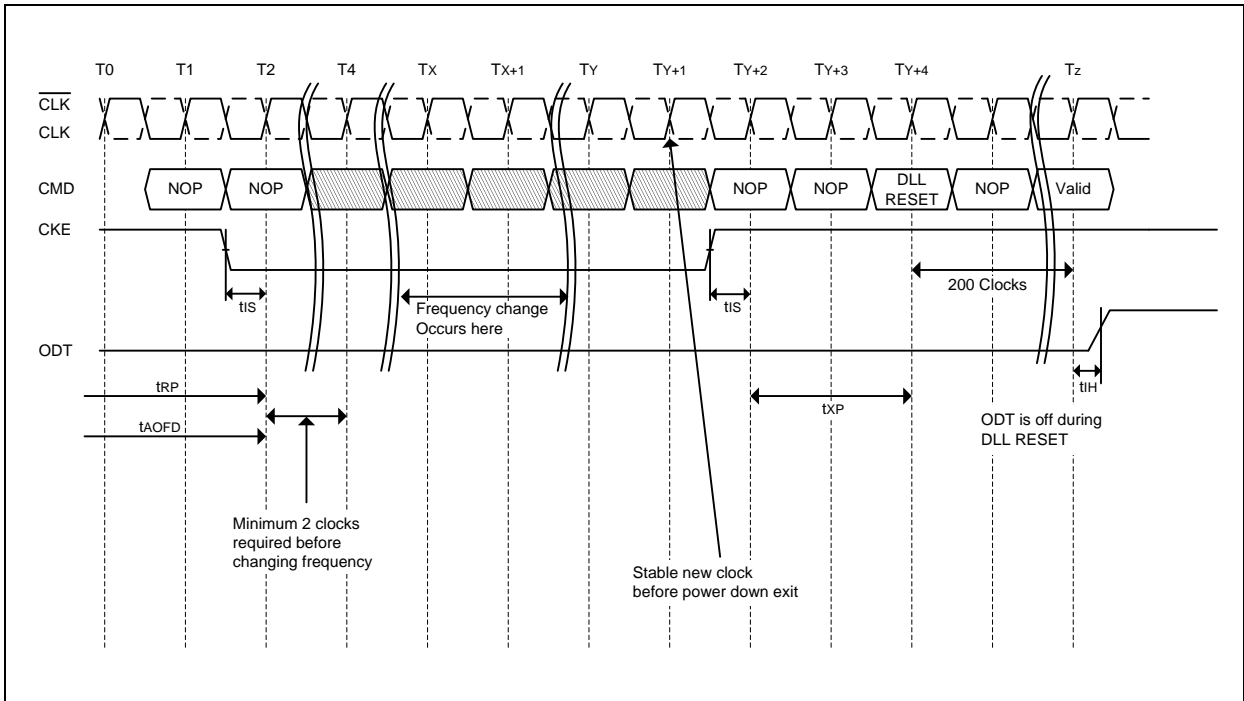 T0 T1 T2 T4 TX TX+1 TY TY+1 TY+2 TY+3 TY+4 Tz
CLK
CLK
CMD NOP NOP NOP NOP DLL RESET NOP Valid
CKE
tIS
Frequency change
Occurs here
tIS
200 Clocks
ODT
tRP
tXP
tIH
tAOFD
ODT is off during
DLL RESET
Minimum 2 clocks
required before
changing frequency
Stable new clock
before power down exit